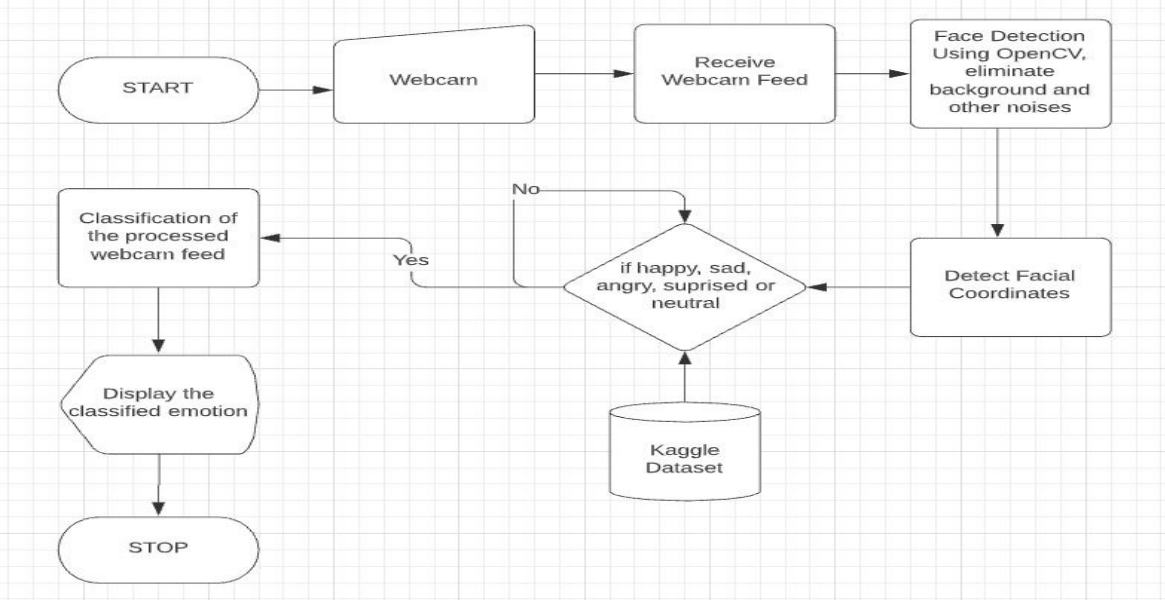 START
Webcam
Receive
Webcam Feed
Face Detection
Using OpenCV,
eliminate
background and
other noises
Detect Facial
Coordinates
if happy, sad,
angry, suprised or
neutral
No
Yes
Kaggle
Dataset
Classification of
the processed
webcam feed
Display the
classified emotion
STOP